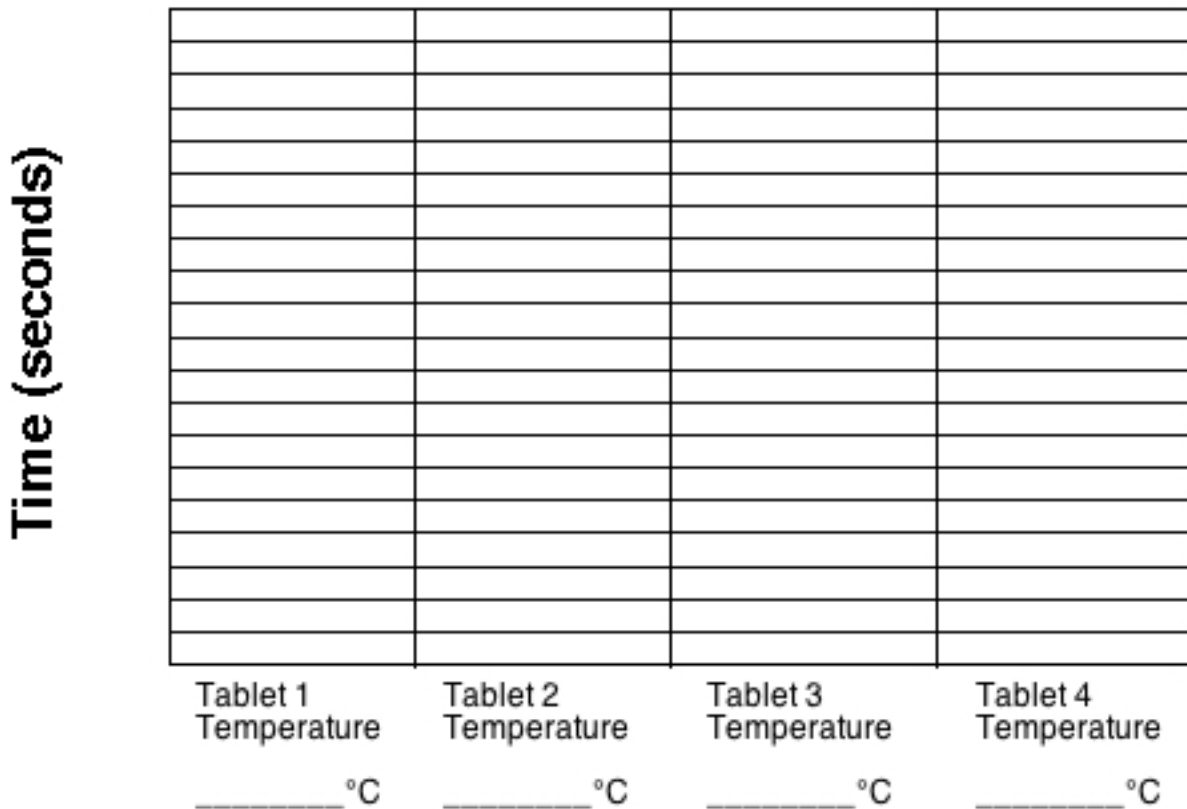 Time (seconds)
Tablet 1
Temperature
________°C
Tablet 2
Temperature
________°C
Tablet 3
Temperature
________°C
Tablet 4
Temperature
________°C